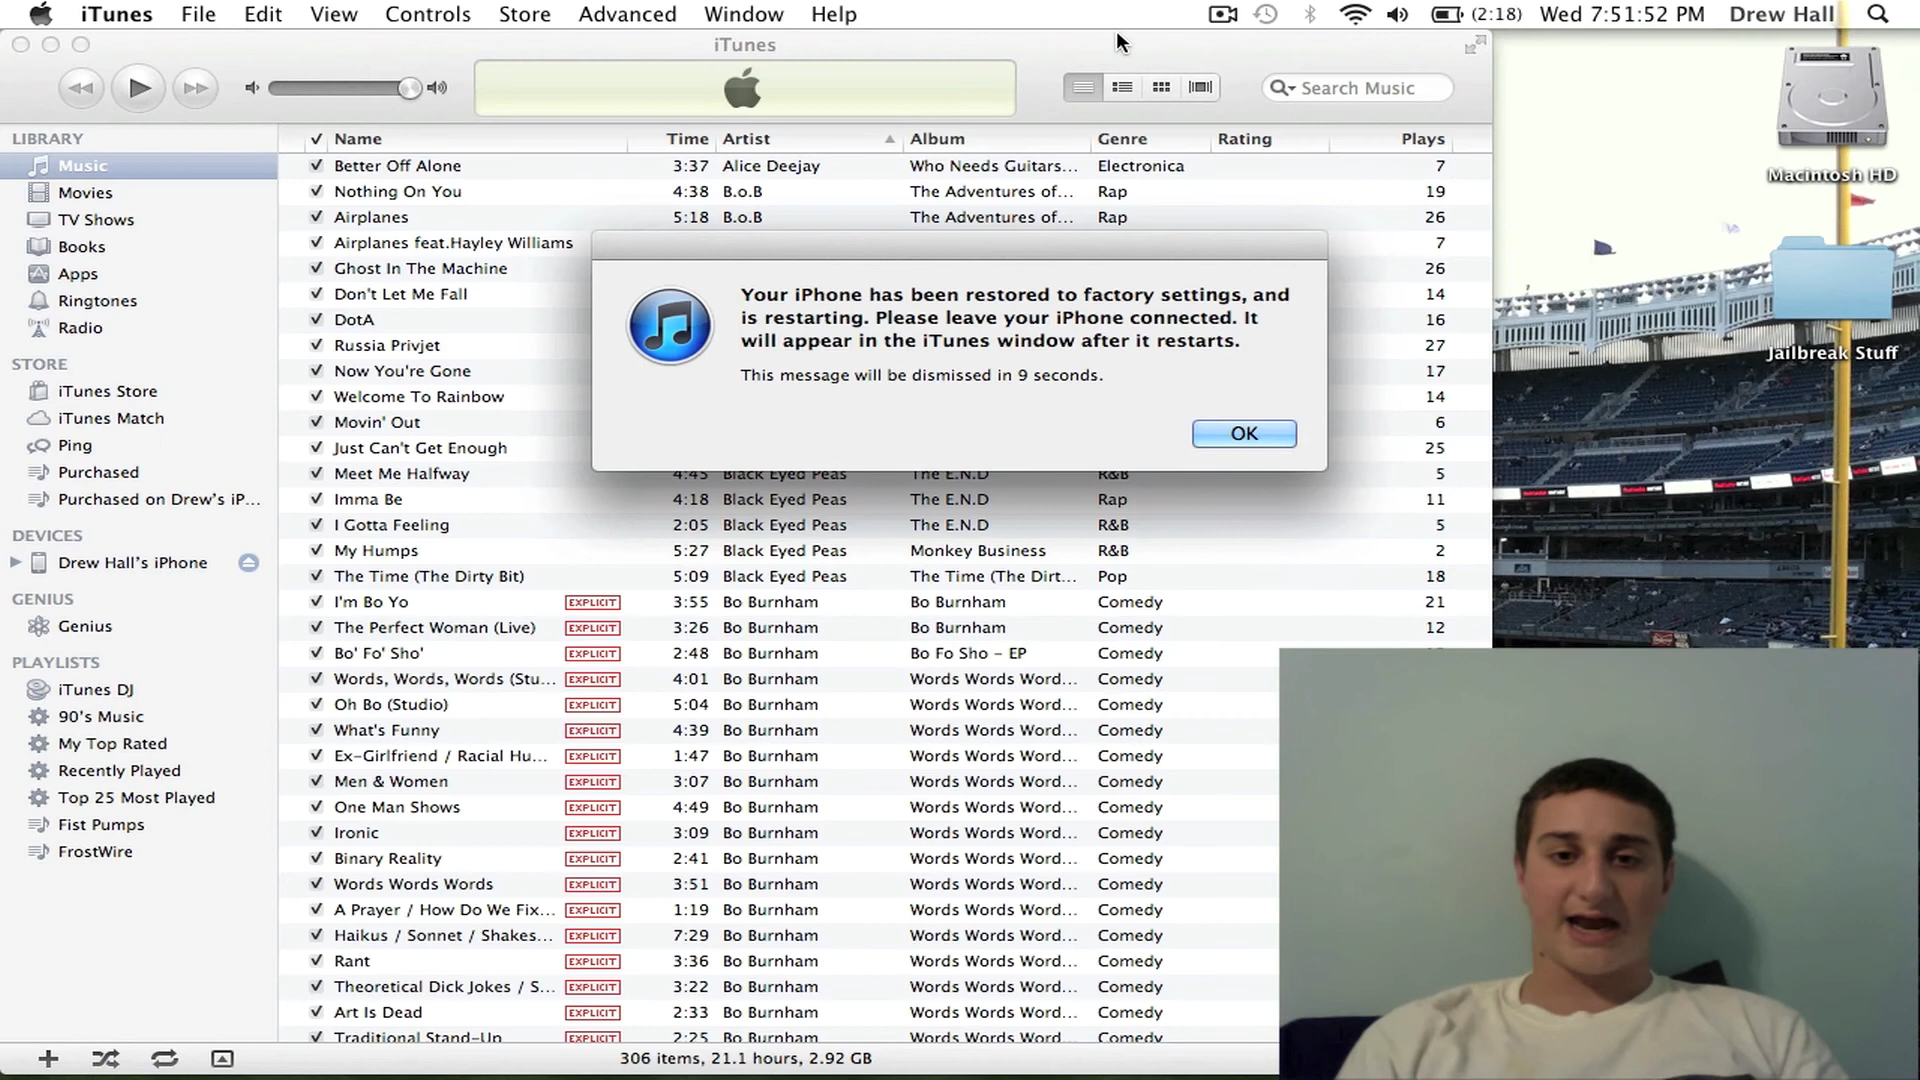 iTunes File Edit View Controls Store Advanced Window Help (2:18) Wed 7:51:52 PM Drew Hall
iTunes
Search Music
LIBRARY
Music
Movies
TV Shows
Books
Apps
Ringtones
Radio
STORE
iTunes Store
iTunes Match
Ping
Purchased
Purchased on Drew's iP...
DEVICES
Drew Hall's iPhone
GENIUS
Genius
PLAYLISTS
iTunes DJ
90's Music
My Top Rated
Recently Played
Top 25 Most Played
Fist Pumps
FrostWire
Name Time Artist Album Genre Rating Plays
Better Off Alone 3:37 Alice Deejay Who Needs Guitars... Electronica 7
Nothing On You 4:38 B.o.B The Adventures of... Rap 19
Airplanes 5:18 B.o.B The Adventures of... Rap 26
Airplanes feat.Hayley Williams 7
Ghost In The Machine 26
Don't Let Me Fall 14
DotA 16
Russia Privjet 27
Now You're Gone 17
Welcome To Rainbow 14
Movin' Out 6
Just Can't Get Enough 25
Meet Me Halfway 4:45 Black Eyed Peas The E.N.D R&B 5
Imma Be 4:18 Black Eyed Peas The E.N.D Rap 11
I Gotta Feeling 2:05 Black Eyed Peas The E.N.D R&B 5
My Humps 5:27 Black Eyed Peas Monkey Business R&B 2
The Time (The Dirty Bit) 5:09 Black Eyed Peas The Time (The Dirt... Pop 18
I'm Bo Yo EXPLICIT 3:55 Bo Burnham Bo Burnham Comedy 21
The Perfect Woman (Live) EXPLICIT 3:26 Bo Burnham Bo Burnham Comedy 12
Bo' Fo' Sho' EXPLICIT 2:48 Bo Burnham Bo Fo Sho - EP Comedy
Words, Words, Words (Stu... EXPLICIT 4:01 Bo Burnham Words Words Word... Comedy
Oh Bo (Studio) EXPLICIT 5:04 Bo Burnham Words Words Word... Comedy
What's Funny EXPLICIT 4:39 Bo Burnham Words Words Word... Comedy
Ex-Girlfriend / Racial Hu... EXPLICIT 1:47 Bo Burnham Words Words Word... Comedy
Men & Women EXPLICIT 3:07 Bo Burnham Words Words Word... Comedy
One Man Shows EXPLICIT 4:49 Bo Burnham Words Words Word... Comedy
Ironic EXPLICIT 3:09 Bo Burnham Words Words Word... Comedy
Binary Reality EXPLICIT 2:41 Bo Burnham Words Words Word... Comedy
Words Words Words EXPLICIT 3:51 Bo Burnham Words Words Word... Comedy
A Prayer / How Do We Fix... EXPLICIT 1:19 Bo Burnham Words Words Word... Comedy
Haikus / Sonnet / Shakes... EXPLICIT 7:29 Bo Burnham Words Words Word... Comedy
Rant EXPLICIT 3:36 Bo Burnham Words Words Word... Comedy
Theoretical Dick Jokes / S... EXPLICIT 3:22 Bo Burnham Words Words Word... Comedy
Art Is Dead EXPLICIT 2:33 Bo Burnham Words Words Word... Comedy
Traditional Stand-Up EXPLICIT 2:25 Bo Burnham Words Words Word... Comedy
306 items, 21.1 hours, 2.92 GB
Your iPhone has been restored to factory settings, and
is restarting. Please leave your iPhone connected. It
will appear in the iTunes window after it restarts.
This message will be dismissed in 9 seconds.
OK
Macintosh HD
Jailbreak Stuff